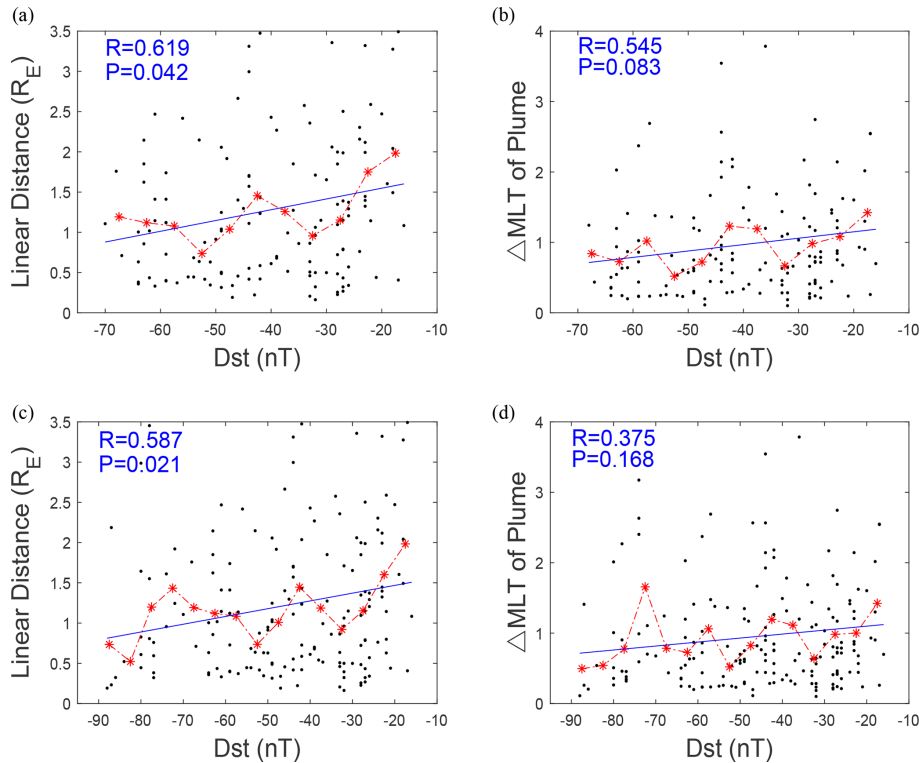 (a)
R=0.619
P=0.042
Linear Distance (R_E)
3.5
3
2.5
2
1.5
1
0.5
0
-70 -60 -50 -40 -30 -20 -10
Dst (nT)
(b)
R=0.545
P=0.083
△MLT of Plume
4
3
2
1
0
-70 -60 -50 -40 -30 -20 -10
Dst (nT)
(c)
R=0.587
P=0.021
Linear Distance (R_E)
3.5
3
2.5
2
1.5
1
0.5
0
-90 -80 -70 -60 -50 -40 -30 -20 -10
Dst (nT)
(d)
R=0.375
P=0.168
△MLT of Plume
4
3
2
1
0
-90 -80 -70 -60 -50 -40 -30 -20 -10
Dst (nT)